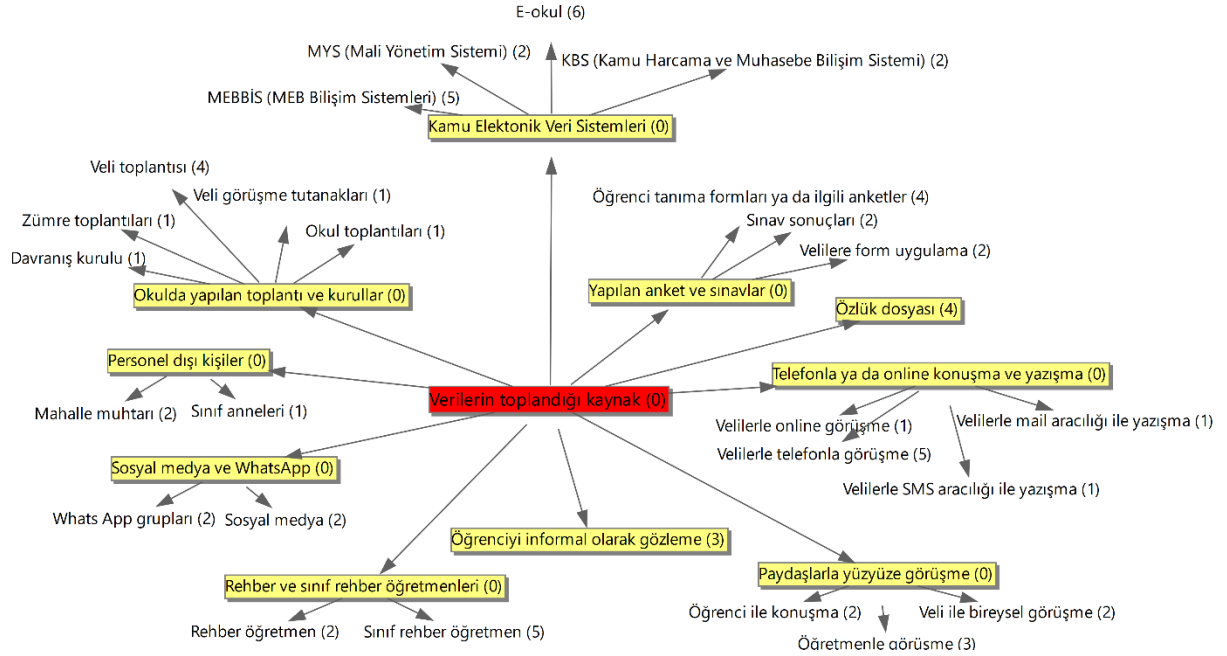 E-okul (6)
MYS (Mali Yönetim Sistemi) (2)
KBS (Kamu Harcama ve Muhasebe Bilişim Sistemi) (2)
MEBBİS (MEB Bilişim Sistemleri) (5)
Kamu Elektonik Veri Sistemleri (0)
Veli toplantısı (4)
Veli görüşme tutanakları (1)
Zümre toplantıları (1)
Okul toplantıları (1)
Davranış kurulu (1)
Okulda yapılan toplantı ve kurullar (0)
Öğrenci tanıma formları ya da ilgili anketler (4)
Sınav sonuçları (2)
Velilere form uygulama (2)
Yapılan anket ve sınavlar (0)
Özlük dosyası (4)
Personel dışı kişiler (0)
Mahalle muhtarı (2)
Sınıf anneleri (1)
Verilerin toplandığı kaynak (0)
Telefonla ya da online konuşma ve yazışma (0)
Velilerle online görüşme (1)
Velilerle mail aracılığı ile yazışma (1)
Velilerle telefonla görüşme (5)
Velilerle SMS aracılığı ile yazışma (1)
Sosyal medya ve WhatsApp (0)
Whats App grupları (2)
Sosyal medya (2)
Öğrenciyi informal olarak gözleme (3)
Rehber ve sınıf rehber öğretmenleri (0)
Rehber öğretmen (2)
Sınıf rehber öğretmen (5)
Paydaşlarla yüzyüze görüşme (0)
Öğrenci ile konuşma (2)
Veli ile bireysel görüşme (2)
Öğretmenle görüşme (3)